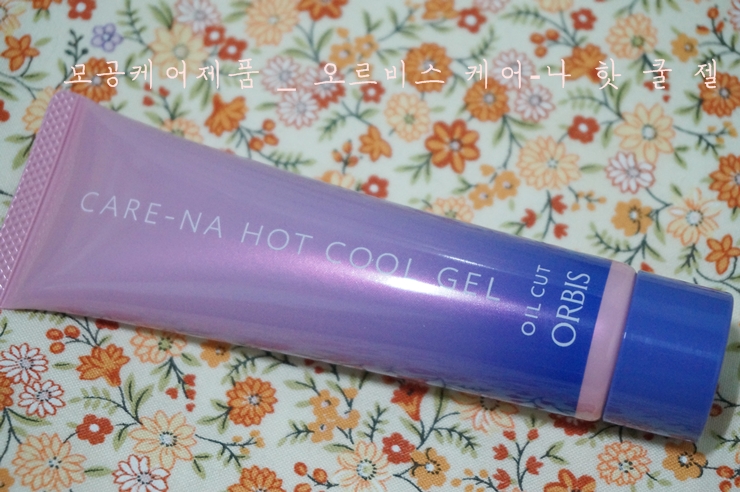 모공케어제품 _ 오르비스 케어-나 핫 쿨 젤
CARE-NA HOT COOL GEL
OIL CUT
ORBIS